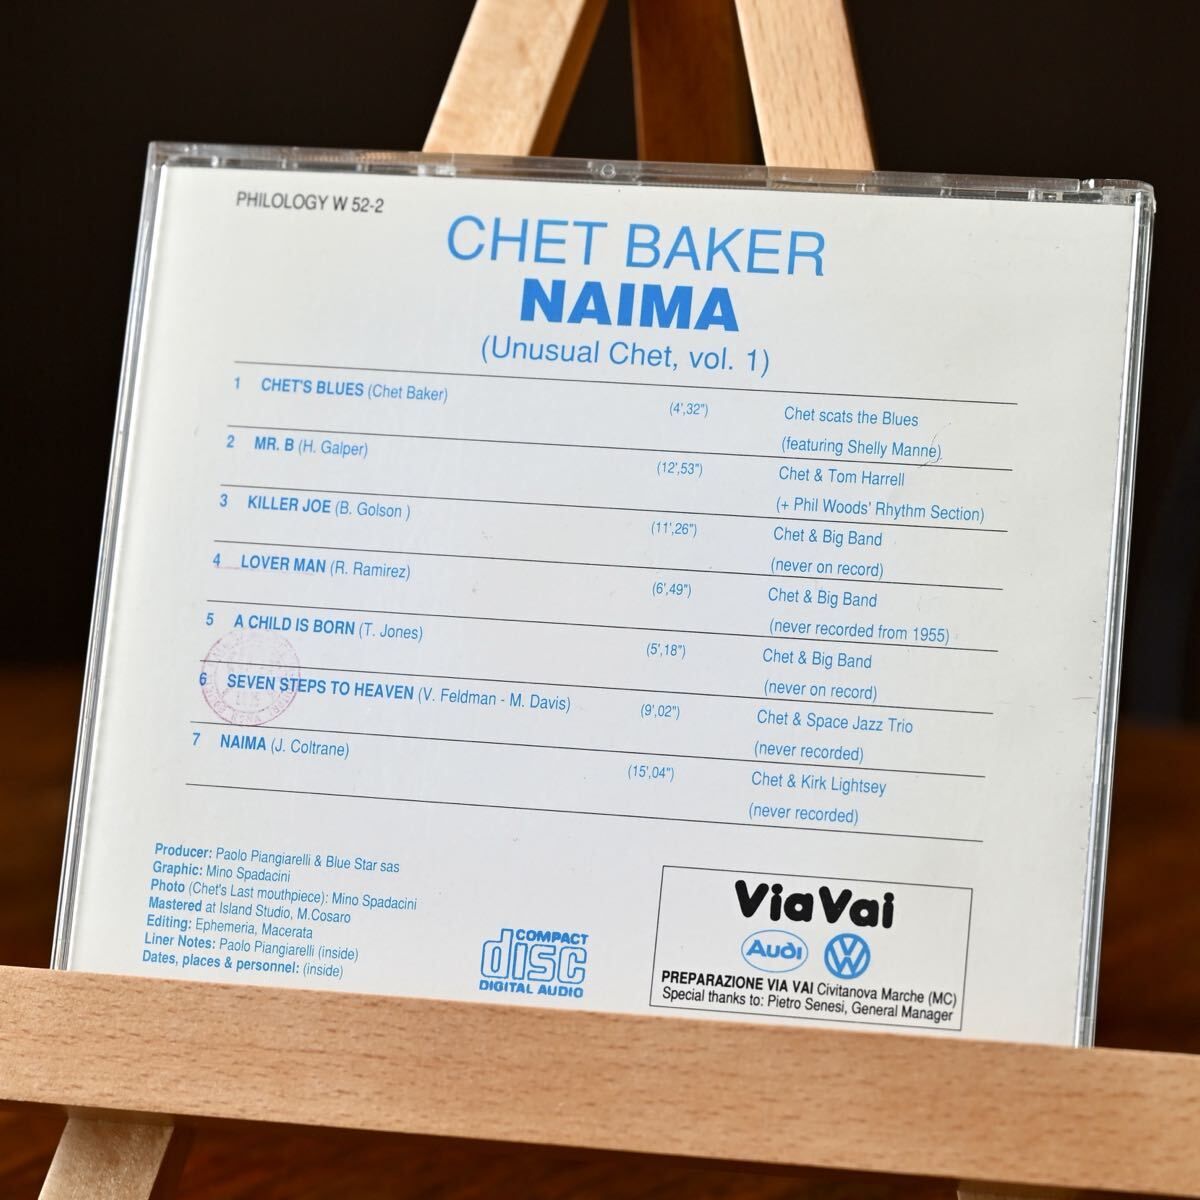 PHILOLOGY W 52-2
CHET BAKER
NAIMA
(Unusual Chet, vol. 1)
1 CHET'S BLUES (Chet Baker) (4',32") Chet scats the Blues
(featuring Shelly Manne)
2 MR. B (H. Galper) (12',53") Chet & Tom Harrell
(+ Phil Woods' Rhythm Section)
3 KILLER JOE (B. Golson ) (11',26") Chet & Big Band
(never on record)
4 LOVER MAN (R. Ramirez) (6',49") Chet & Big Band
(never recorded from 1955)
5 A CHILD IS BORN (T. Jones) (5',18") Chet & Big Band
(never on record)
6 SEVEN STEPS TO HEAVEN (V. Feldman - M. Davis) (9',02") Chet & Space Jazz Trio
(never recorded)
7 NAIMA (J. Coltrane) (15',04") Chet & Kirk Lightsey
(never recorded)
Producer: Paolo Piangiarelli & Blue Star sas
Graphic: Mino Spadacini
Photo (Chet's Last mouthpiece): Mino Spadacini
Mastered at Island Studio, M.Cosaro
Editing: Ephemeria, Macerata
Liner Notes: Paolo Piangiarelli (inside)
Dates, places & personnel: (inside)
COMPACT
disc
DIGITAL AUDIO
Via Vai
Audi VW
PREPARAZIONE VIA VAI Civitanova Marche (MC)
Special thanks to: Pietro Senesi, General Manager